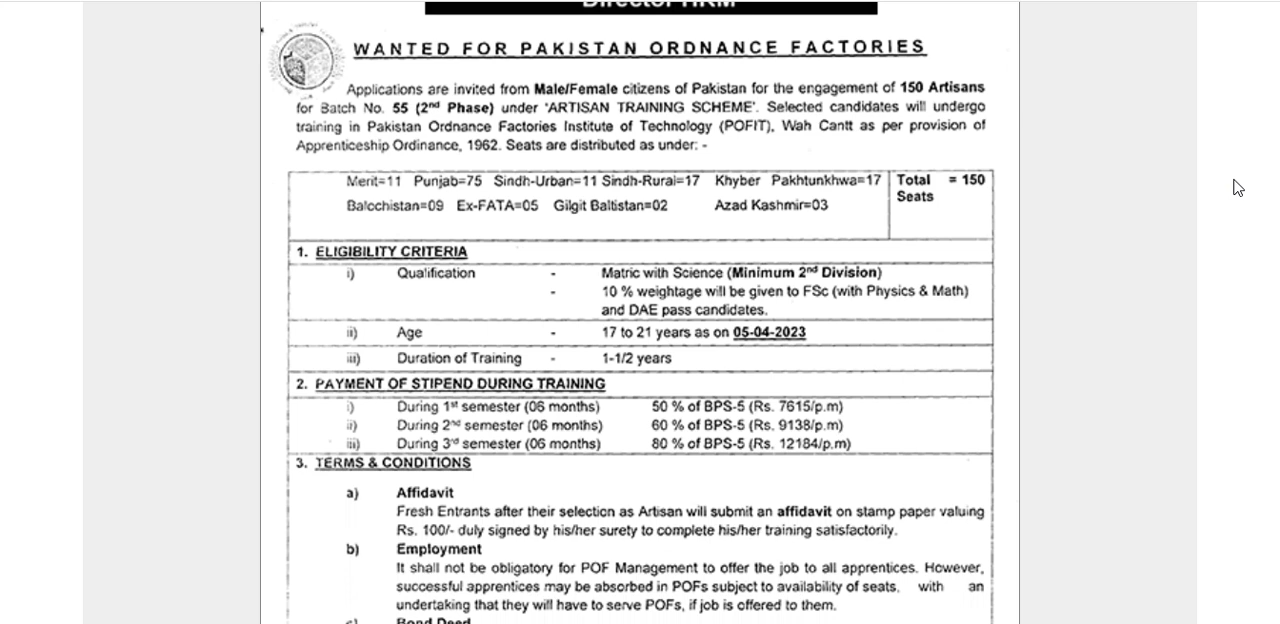 Director HRM
WANTED FOR PAKISTAN ORDNANCE FACTORIES
Applications are invited from Male/Female citizens of Pakistan for the engagement of 150 Artisans
for Batch No. 55 (2nd Phase) under 'ARTISAN TRAINING SCHEME'. Selected candidates will undergo
training in Pakistan Ordnance Factories Institute of Technology (POFIT), Wah Cantt as per provision of
Apprenticeship Ordinance, 1962. Seats are distributed as under: -
Merit=11 Punjab=75 Sindh-Urban=11 Sindh-Rural=17 Khyber Pakhtunkhwa=17 Total = 150
Seats
Balochistan=09 Ex-FATA=05 Gilgit Baltistan=02 Azad Kashmir=03
1. ELIGIBILITY CRITERIA
i) Qualification - Matric with Science (Minimum 2nd Division)
- 10 % weightage will be given to FSc (with Physics & Math)
and DAE pass candidates.
ii) Age - 17 to 21 years as on 05-04-2023
iii) Duration of Training - 1-1/2 years
2. PAYMENT OF STIPEND DURING TRAINING
i) During 1st semester (06 months) 50 % of BPS-5 (Rs. 7615/p.m)
ii) During 2nd semester (06 months) 60 % of BPS-5 (Rs. 9138/p.m)
iii) During 3rd semester (06 months) 80 % of BPS-5 (Rs. 12184/p.m)
3. TERMS & CONDITIONS
a) Affidavit
Fresh Entrants after their selection as Artisan will submit an affidavit on stamp paper valuing
Rs. 100/- duly signed by his/her surety to complete his/her training satisfactorily.
b) Employment
It shall not be obligatory for POF Management to offer the job to all apprentices. However,
successful apprentices may be absorbed in POFs subject to availability of seats, with an
undertaking that they will have to serve POFs, if job is offered to them.
c) Bond Deed